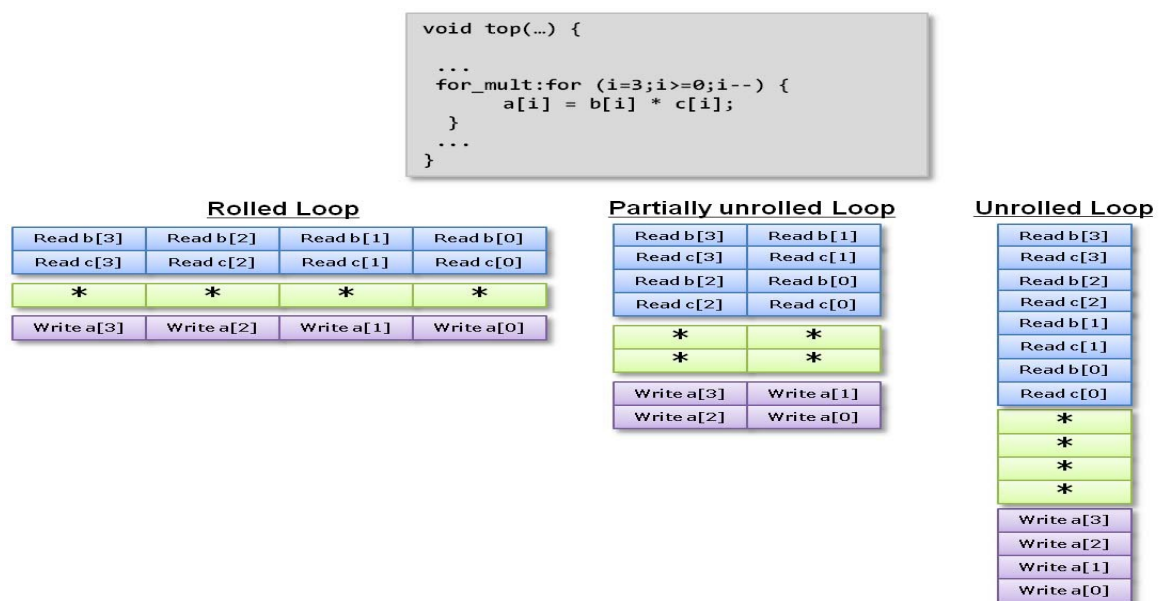 void top(…) {
...
for_mult:for (i=3;i>=0;i--) {
a[i] = b[i] * c[i];
}
...
}
Rolled Loop
Read b[3] Read b[2] Read b[1] Read b[0]
Read c[3] Read c[2] Read c[1] Read c[0]
* * * *
Write a[3] Write a[2] Write a[1] Write a[0]
Partially unrolled Loop
Read b[3] Read b[1]
Read c[3] Read c[1]
Read b[2] Read b[0]
Read c[2] Read c[0]
* *
* *
Write a[3] Write a[1]
Write a[2] Write a[0]
Unrolled Loop
Read b[3]
Read c[3]
Read b[2]
Read c[2]
Read b[1]
Read c[1]
Read b[0]
Read c[0]
*
*
*
*
Write a[3]
Write a[2]
Write a[1]
Write a[0]